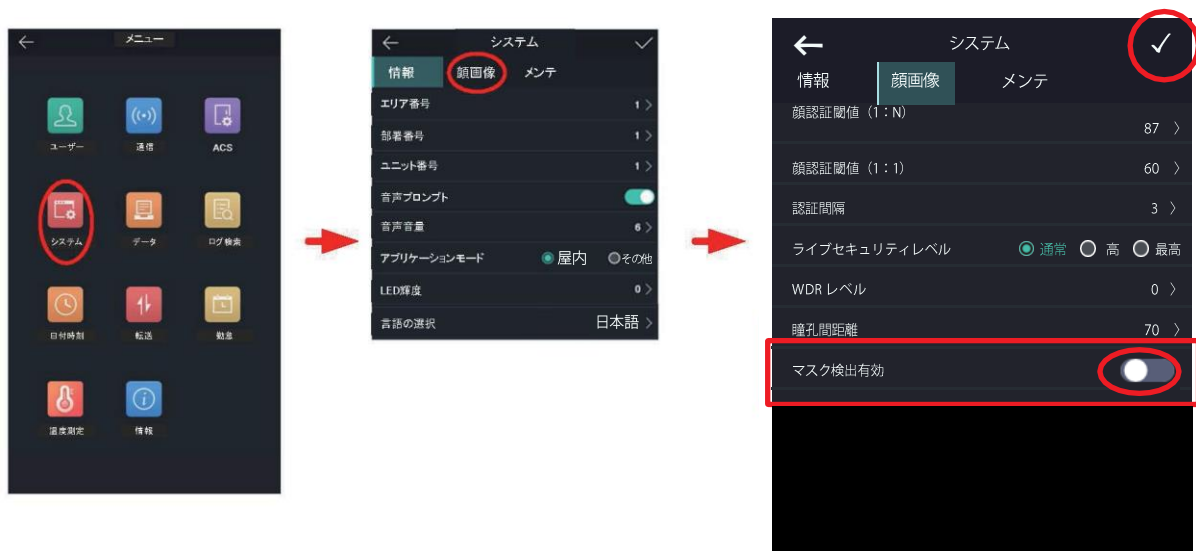 メニュー
ユーザー 通信 ACS
システム データ ログ検索
日付時刻 転送 勤怠
温度測定 情報
システム
情報 顔画像 メンテ
エリア番号 1
部署番号 1
ユニット番号 1
音声プロンプト
音声音量 6
アプリケーションモード 屋内 その他
LED輝度 0
言語の選択 日本語
システム
情報 顔画像 メンテ
顔認証閾値（1：N） 87
顔認証閾値（1：1） 60
認証間隔 3
ライブセキュリティレベル 通常 高 最高
WDR レベル 0
瞳孔間距離 70
マスク検出有効